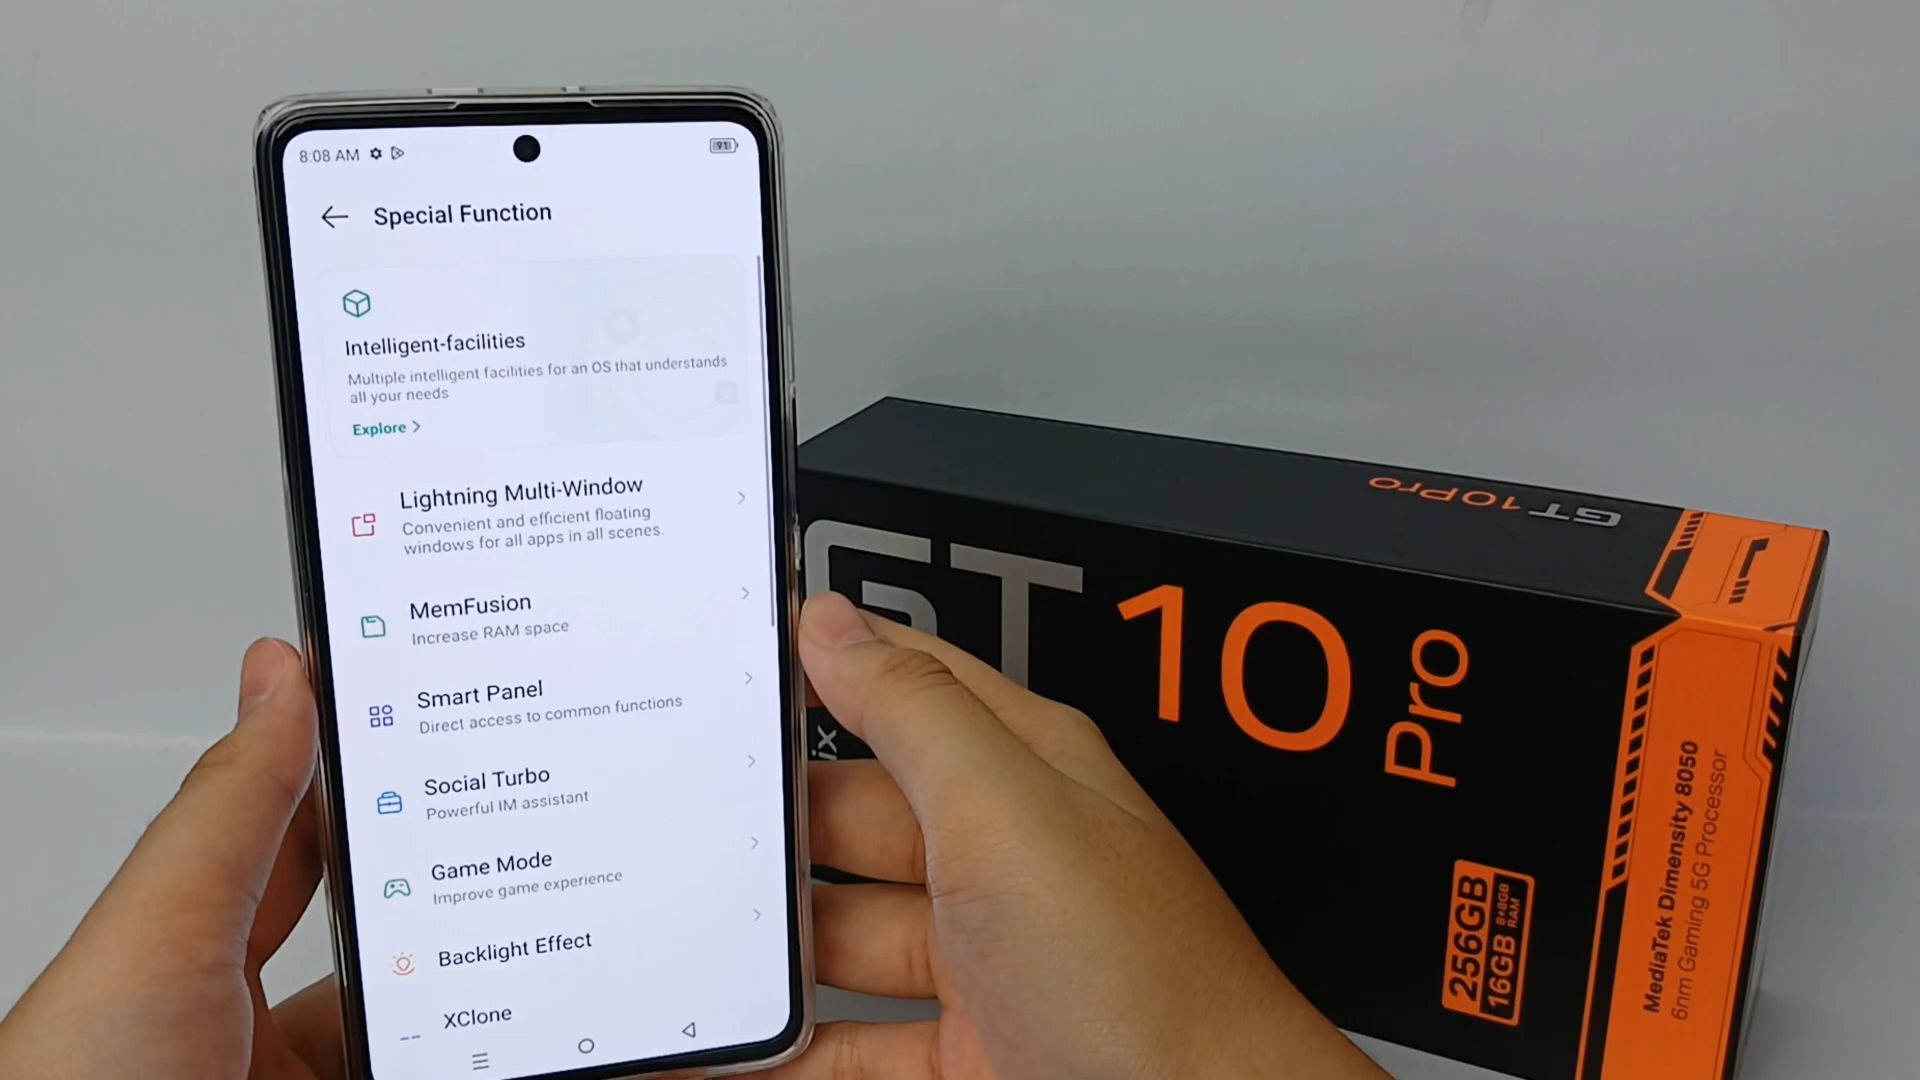 8:08 AM
91
Special Function
Intelligent-facilities
Multiple intelligent facilities for an OS that understands
all your needs
Explore >
Lightning Multi-Window
Convenient and efficient floating
windows for all apps in all scenes.
MemFusion
Increase RAM space
Smart Panel
Direct access to common functions
Social Turbo
Powerful IM assistant
Game Mode
Improve game experience
Backlight Effect
XClone
GT 10Pro
GT 10 Pro
ix
256GB
16GB 8+8GB RAM
MediaTek Dimensity 8050
6nm Gaming 5G Processor